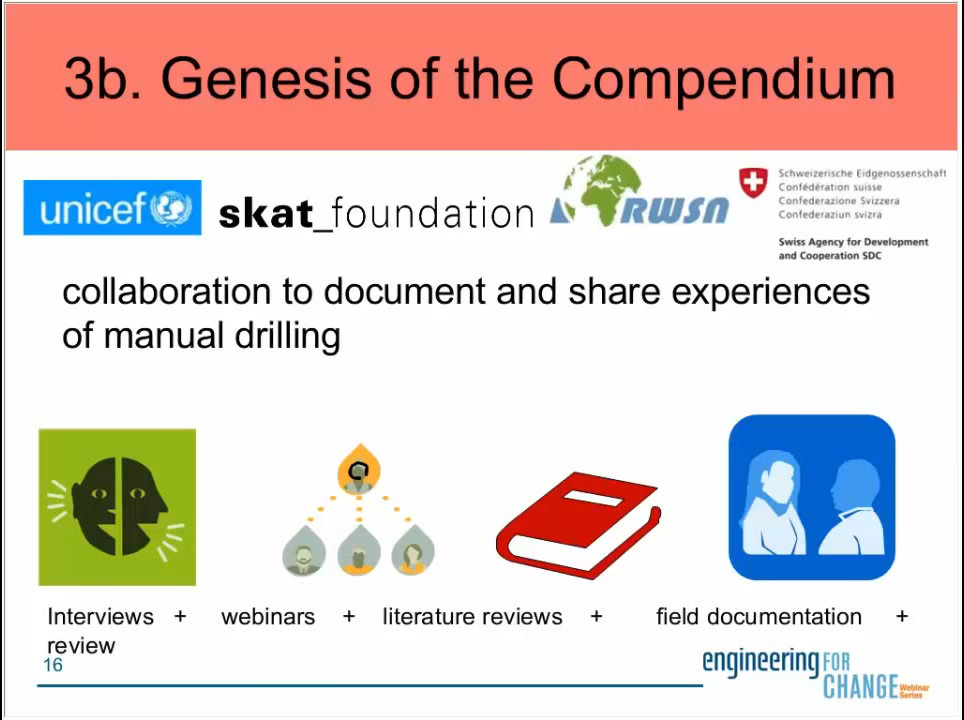 3b. Genesis of the Compendium
unicef
skat_foundation
RWSN
Schweizerische Eidgenossenschaft
Confédération suisse
Confederazione Svizzera
Confederaziun svizra
Swiss Agency for Development
and Cooperation SDC
collaboration to document and share experiences
of manual drilling
Interviews + webinars + literature reviews + field documentation +
review
16
engineering FOR
CHANGE Webinar
Series